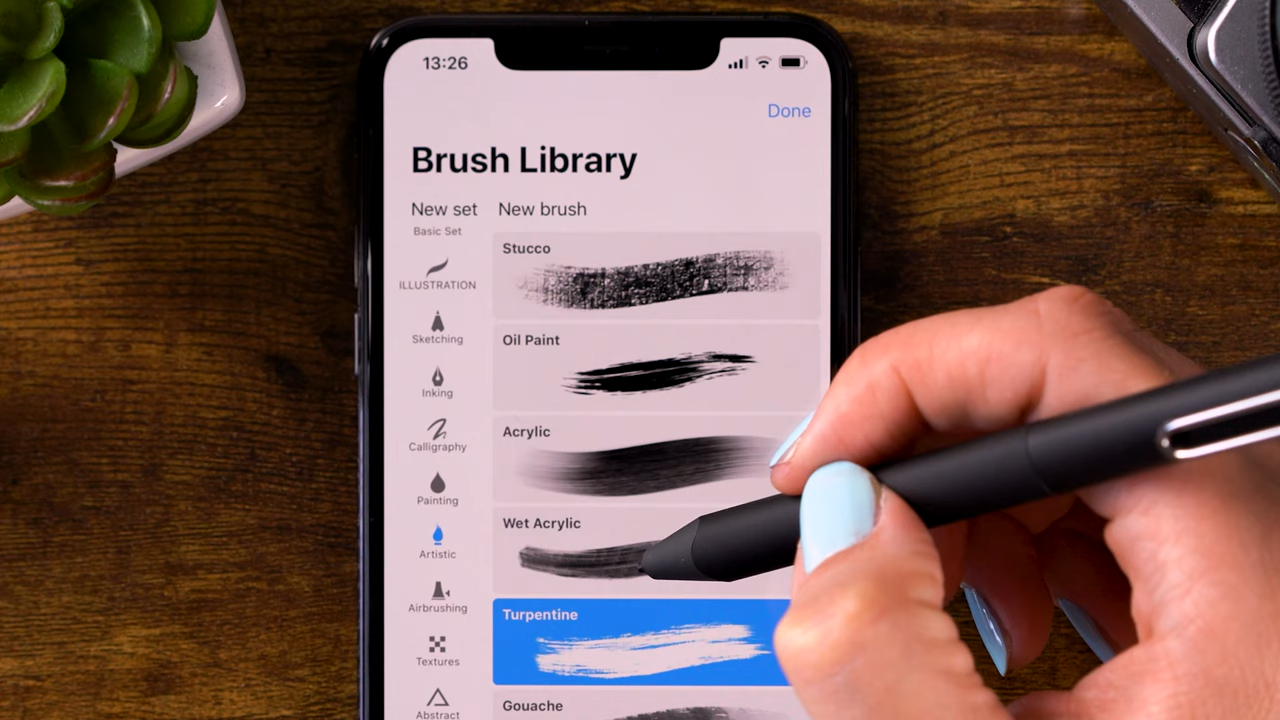 13:26
Done
Brush Library
New set New brush
Basic Set
ILLUSTRATION
Sketching
Inking
Calligraphy
Painting
Artistic
Airbrushing
Textures
Abstract
Stucco
Oil Paint
Acrylic
Wet Acrylic
Turpentine
Gouache